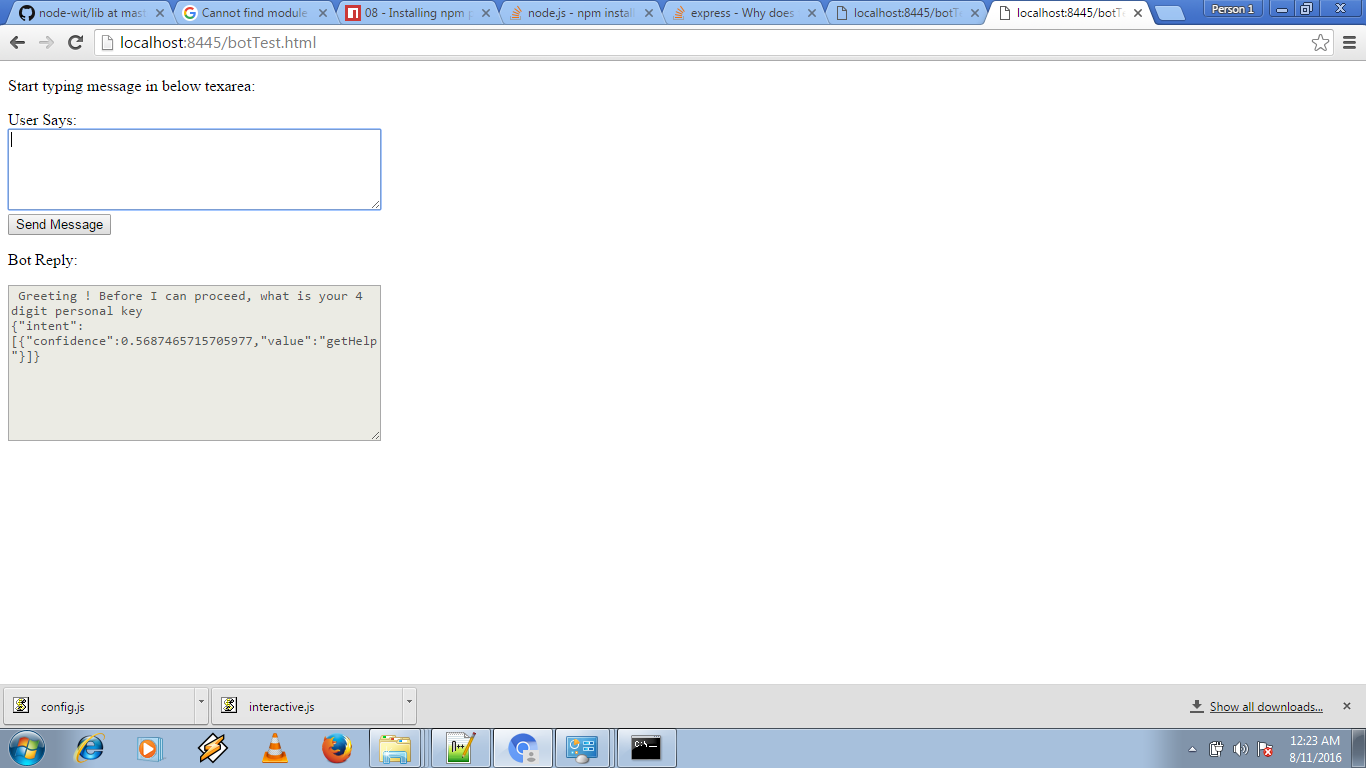 node-wit/lib at mast
Cannot find module
08 - Installing npm p
node.js - npm install
express - Why does
localhost:8445/botTe
localhost:8445/botTe
Person 1
localhost:8445/botTest.html
Start typing message in below texarea:
User Says:
Send Message
Bot Reply:
Greeting ! Before I can proceed, what is your 4
digit personal key
{"intent":
[{"confidence":0.5687465715705977,"value":"getHelp
"}]}
config.js
interactive.js
Show all downloads...
12:23 AM
8/11/2016